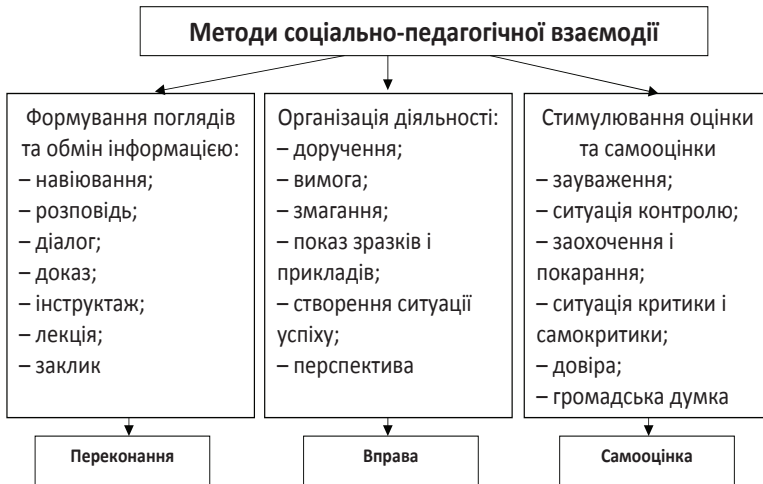 Методи соціально-педагогічної взаємодії
Формування поглядів
та обмін інформацією:
– навіювання;
– розповідь;
– діалог;
– доказ;
– інструктаж;
– лекція;
– заклик
Організація діяльності:
– доручення;
– вимога;
– змагання;
– показ зразків і
прикладів;
– створення ситуації
успіху;
– перспектива
Стимулювання оцінки
та самооцінки
– зауваження;
– ситуація контролю;
– заохочення і
покарання;
– ситуація критики і
самокритики;
– довіра;
– громадська думка
Переконання
Вправа
Самооцінка